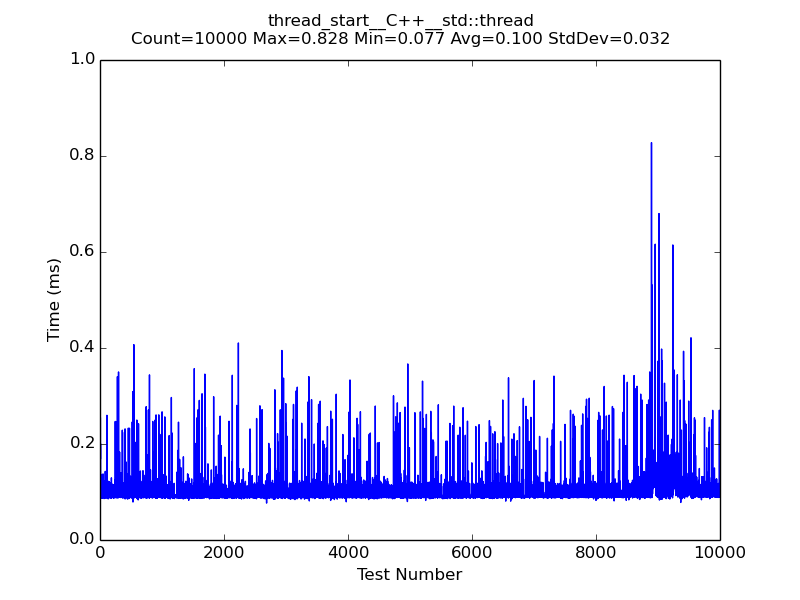 thread_start__C++__std::thread
Count=10000 Max=0.828 Min=0.077 Avg=0.100 StdDev=0.032
1.0
0.8
0.6
0.4
0.2
0.0
Time (ms)
0 2000 4000 6000 8000 10000
Test Number